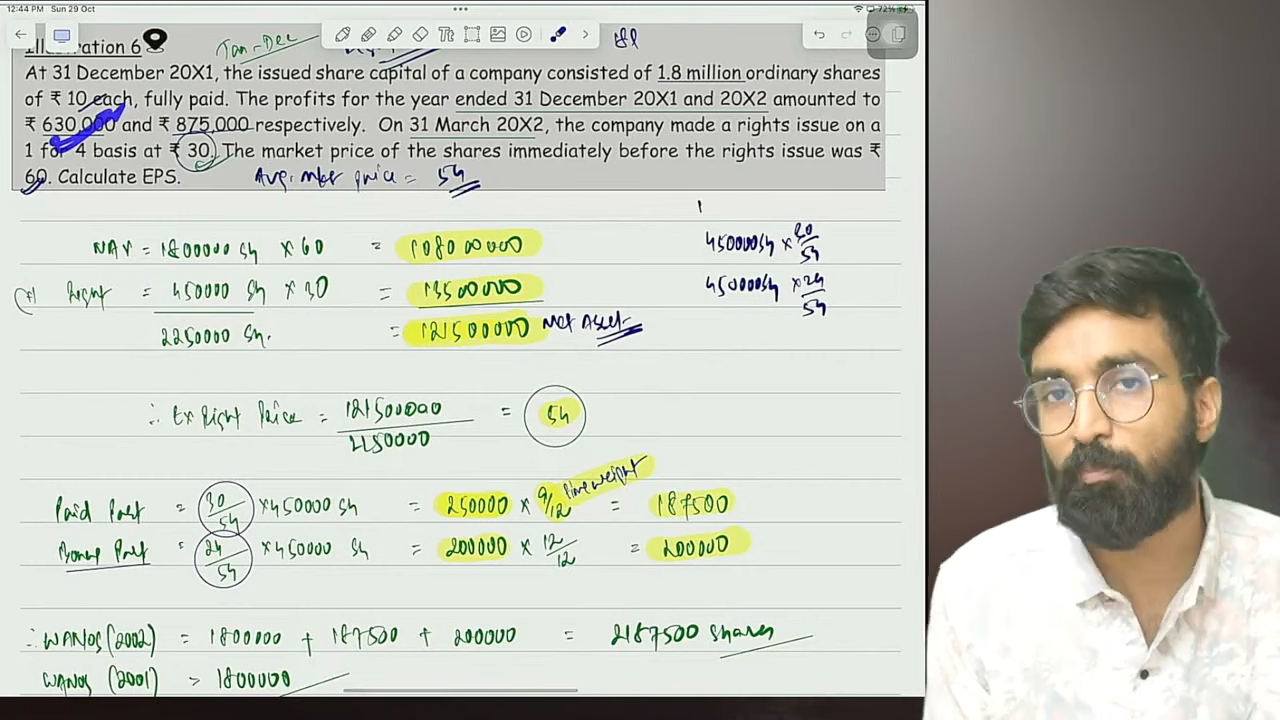 12:44 PM Sun 29 Oct
72%
Illustration 6
Jan-Dec
At 31 December 20X1, the issued share capital of a company consisted of 1.8 million ordinary shares
of ₹ 10 each, fully paid. The profits for the year ended 31 December 20X1 and 20X2 amounted to
₹ 630,000 and ₹ 875,000 respectively. On 31 March 20X2, the company made a rights issue on a
1 for 4 basis at ₹ 30. The market price of the shares immediately before the rights issue was ₹
60. Calculate EPS.
Avg. mkt price = 54
NAV = 1800000 sh × 60 = 108000000
(+) Right = 450000 sh × 30 = 13500000
2250000 sh. = 121500000 Net Asset
450000sh × 30/54
450000sh × 24/54
∴ Ex Right Price = 121500000 / 2250000 = 54
Paid Part = 30/54 × 450000 sh = 250000 × 9/12 Time weight = 187500
Bonus Part = 24/54 × 450000 sh = 200000 × 12/12 = 200000
∴ WANOS (2002) = 1800000 + 187500 + 200000 = 2187500 shares
WANOS (2001) = 1800000